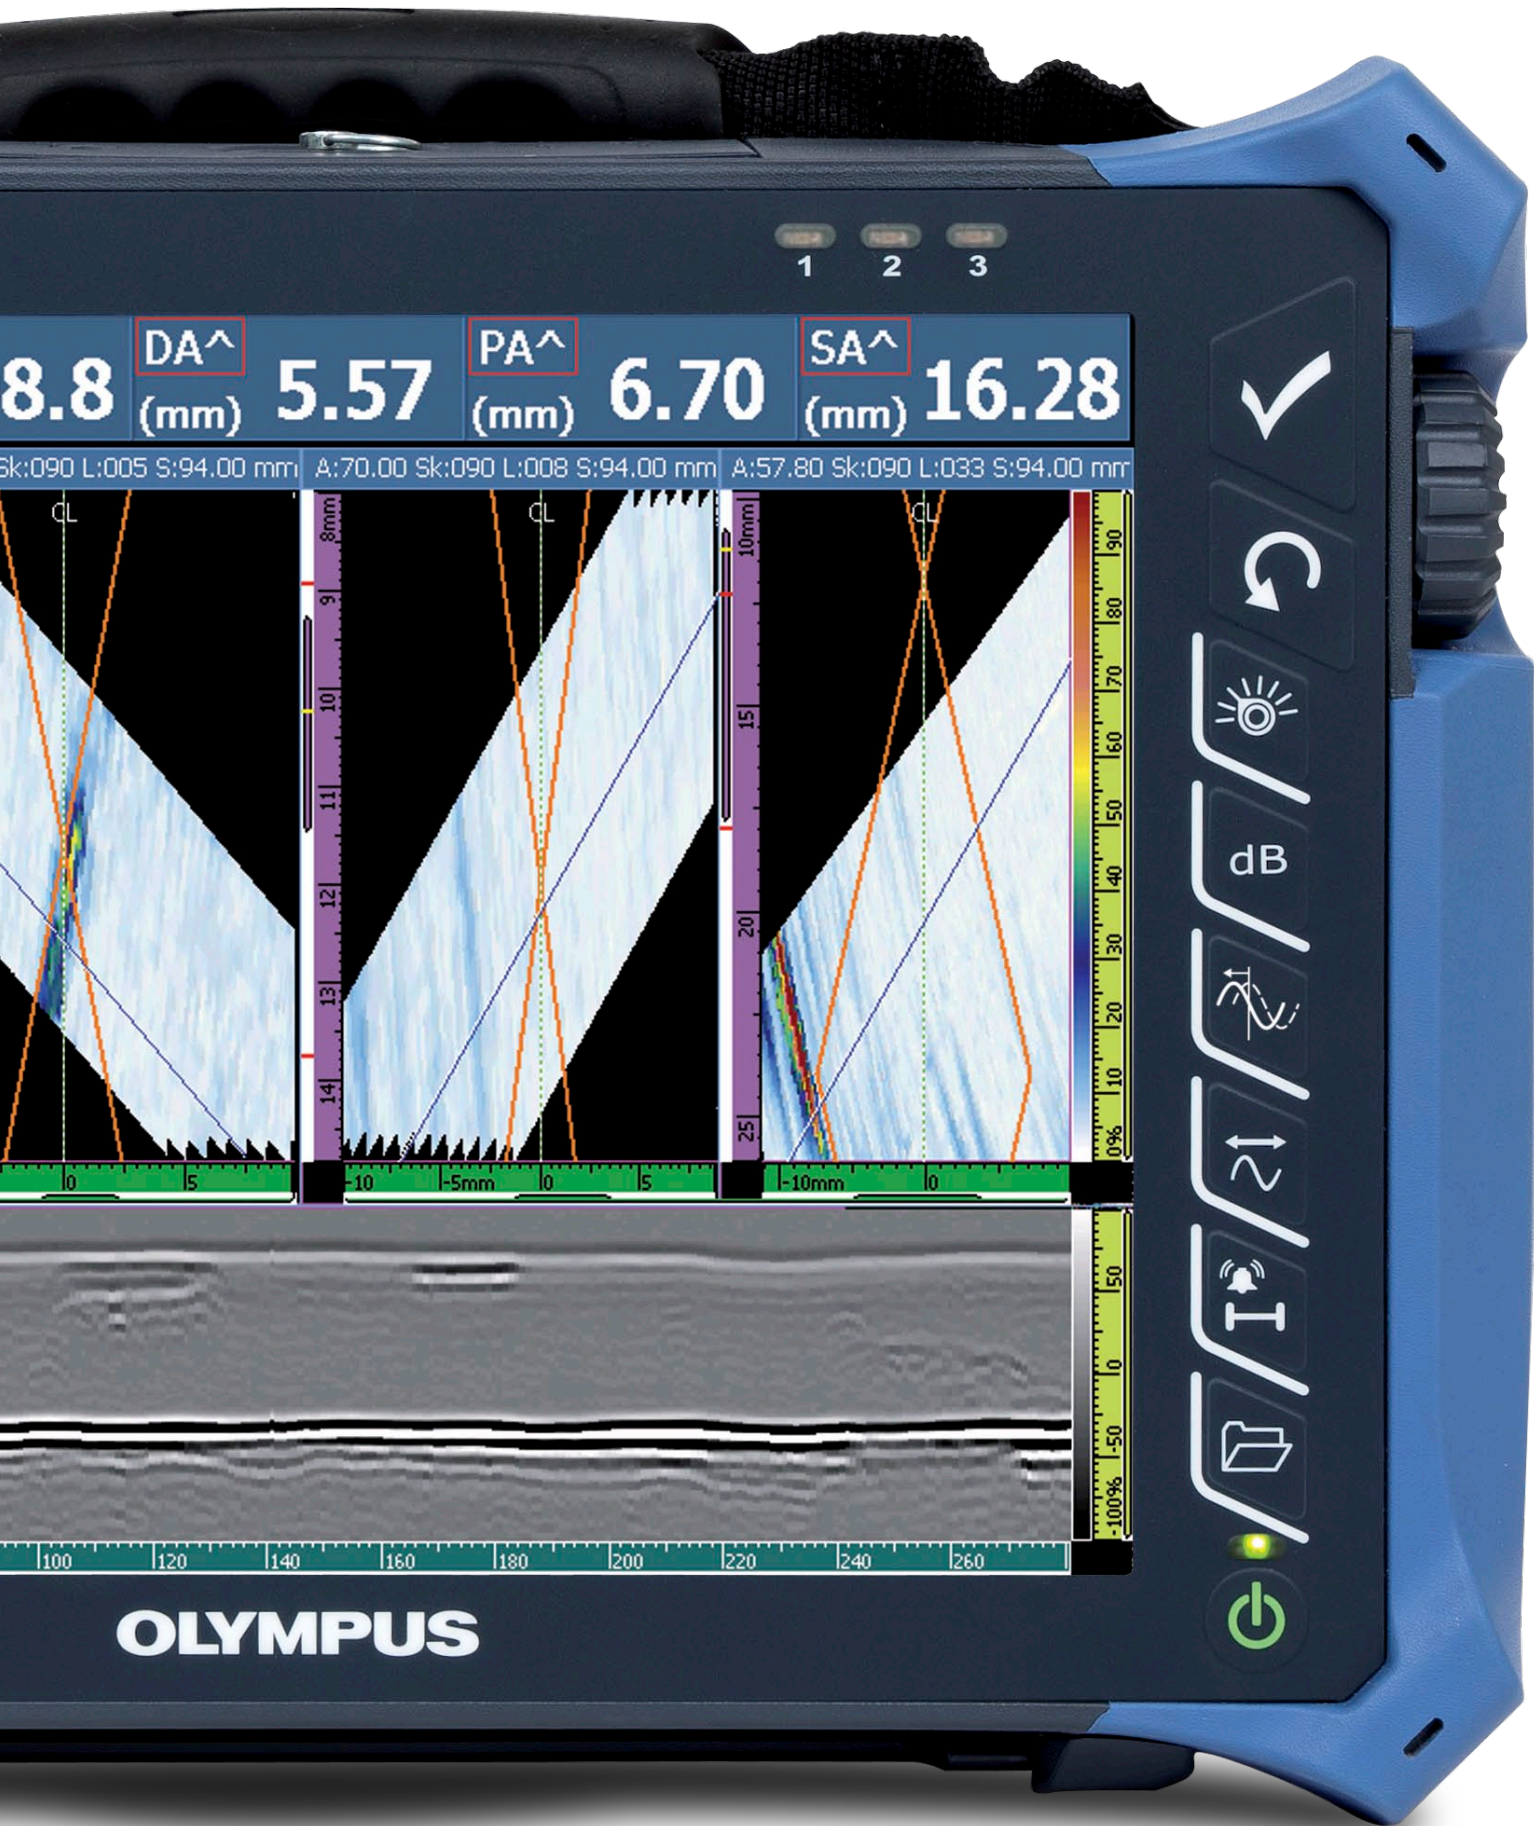 1 2 3
8.8 DA^ (mm) 5.57 PA^ (mm) 6.70 SA^ (mm) 16.28
Sk:090 L:005 S:94.00 mm A:70.00 Sk:090 L:008 S:94.00 mm A:57.80 Sk:090 L:033 S:94.00 mm
CL CL CL
8mm 9 10 11 12 13 14
10mm 15 20 25
90 80 70 60 50 40 30 20 10 0%
dB
0 5 -10 -5mm 0 5 -10mm 0
50 0 -50 -100%
100 120 140 160 180 200 220 240 260
OLYMPUS